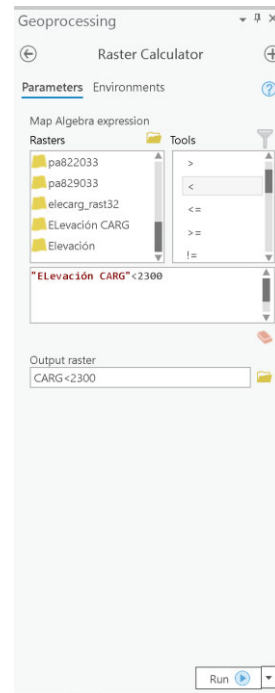 Geoprocessing
Raster Calculator
Parameters Environments
Map Algebra expression
Rasters Tools
pa822033 >
pa829033 <
elecarg_rast32 <=
ELevación CARG >=
Elevación !=
"ELevación CARG"<2300
Output raster
CARG<2300
Run